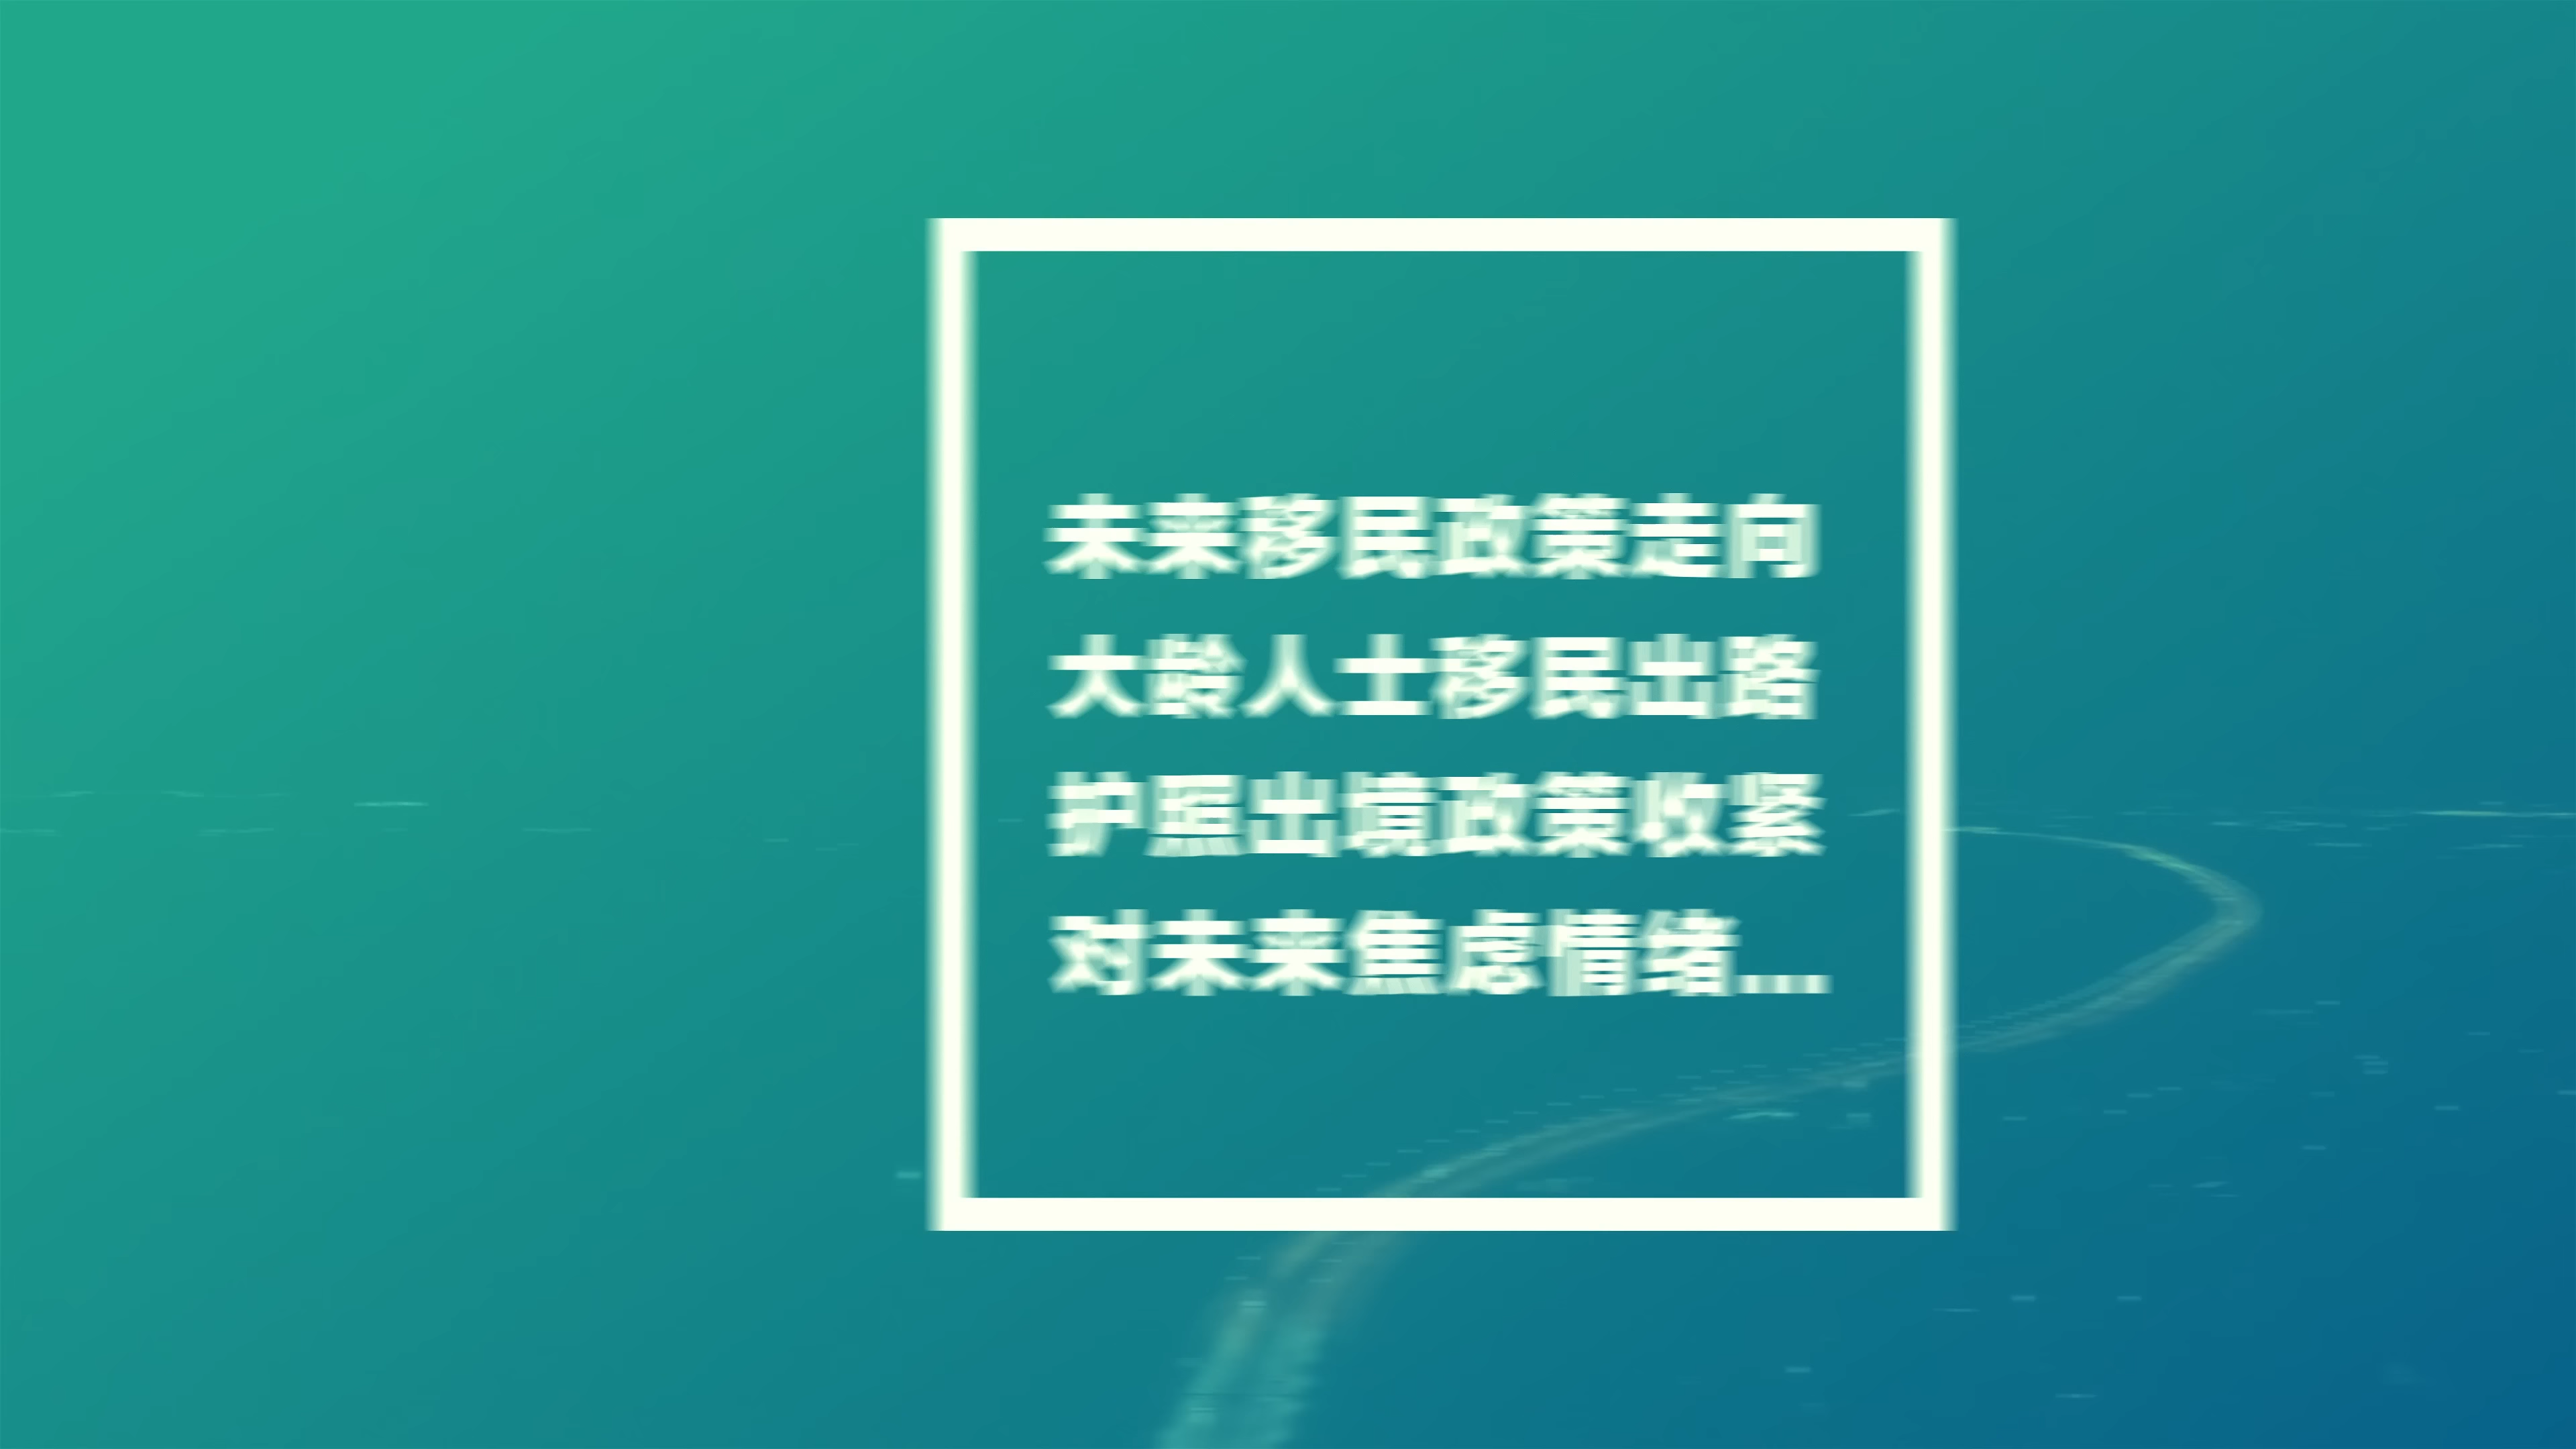 未来移民政策走向
大龄人士移民出路
护照出境政策收紧
对未来焦虑情绪...